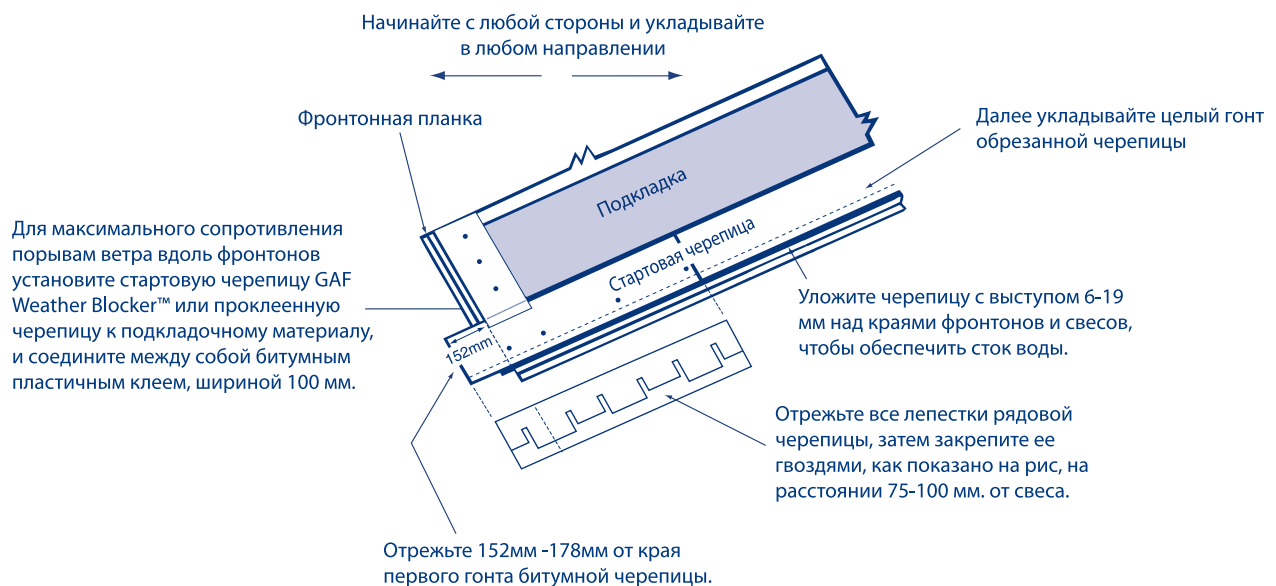 Начинайте с любой стороны и укладывайте
в любом направлении
Фронтонная планка
Далее укладывайте целый гонт
обрезанной черепицы
Подкладка
Стартовая черепица
Для максимального сопротивления
порывам ветра вдоль фронтонов
установите стартовую черепицу GAF
Weather Blocker™ или проклеенную
черепицу к подкладочному материалу,
и соедините между собой битумным
пластичным клеем, шириной 100 мм.
152mm
Уложите черепицу с выступом 6-19
мм над краями фронтонов и свесов,
чтобы обеспечить сток воды.
Отрежьте все лепестки рядовой
черепицы, затем закрепите ее
гвоздями, как показано на рис, на
расстоянии 75-100 мм. от свеса.
Отрежьте 152мм -178мм от края
первого гонта битумной черепицы.